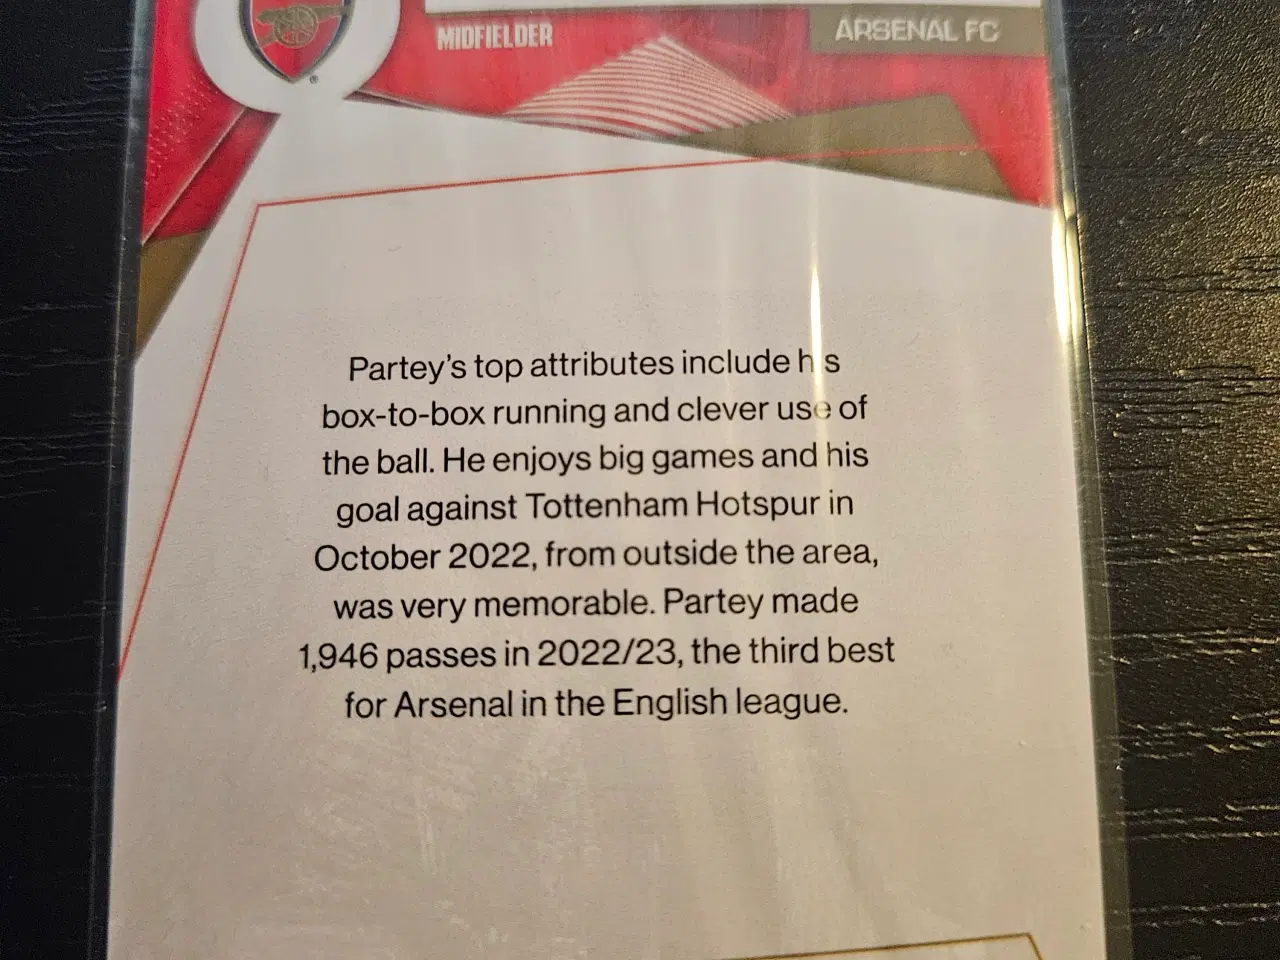 MIDFIELDER
ARSENAL FC
Partey's top attributes include his
box-to-box running and clever use of
the ball. He enjoys big games and his
goal against Tottenham Hotspur in
October 2022, from outside the area,
was very memorable. Partey made
1,946 passes in 2022/23, the third best
for Arsenal in the English league.